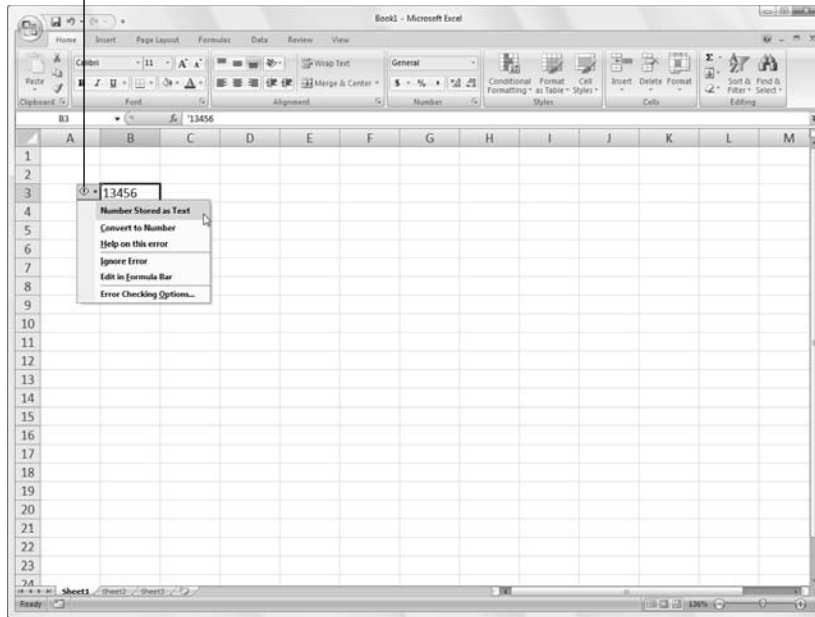 Book1 - Microsoft Excel
Home Insert Page Layout Formulas Data Review View
Calibri 11 A A Wrap Text General
Paste B I U A Merge & Center $ % , Conditional Formatting Format as Table Cell Styles Insert Delete Format Σ Sort & Filter Find & Select
Clipboard Font Alignment Number Styles Cells Editing
B3 fx '13456
A B C D E F G H I J K L M
1
2
3 13456
4 Number Stored as Text
5 Convert to Number
6 Help on this error
7 Ignore Error
8 Edit in Formula Bar
9 Error Checking Options...
10
11
12
13
14
15
16
17
18
19
20
21
22
23
24
Sheet1 Sheet2 Sheet3
Ready 136%